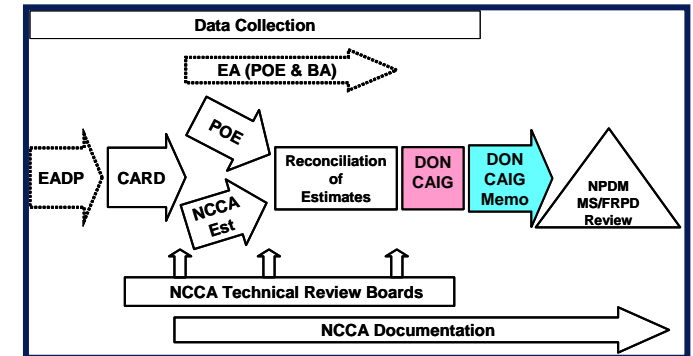 Data Collection
EA (POE & BA)
EADP
CARD
POE
NCCA
Est
Reconciliation
of
Estimates
DON
CAIG
DON
CAIG
Memo
NPDM
MS/FRPD
Review
NCCA Technical Review Boards
NCCA Documentation